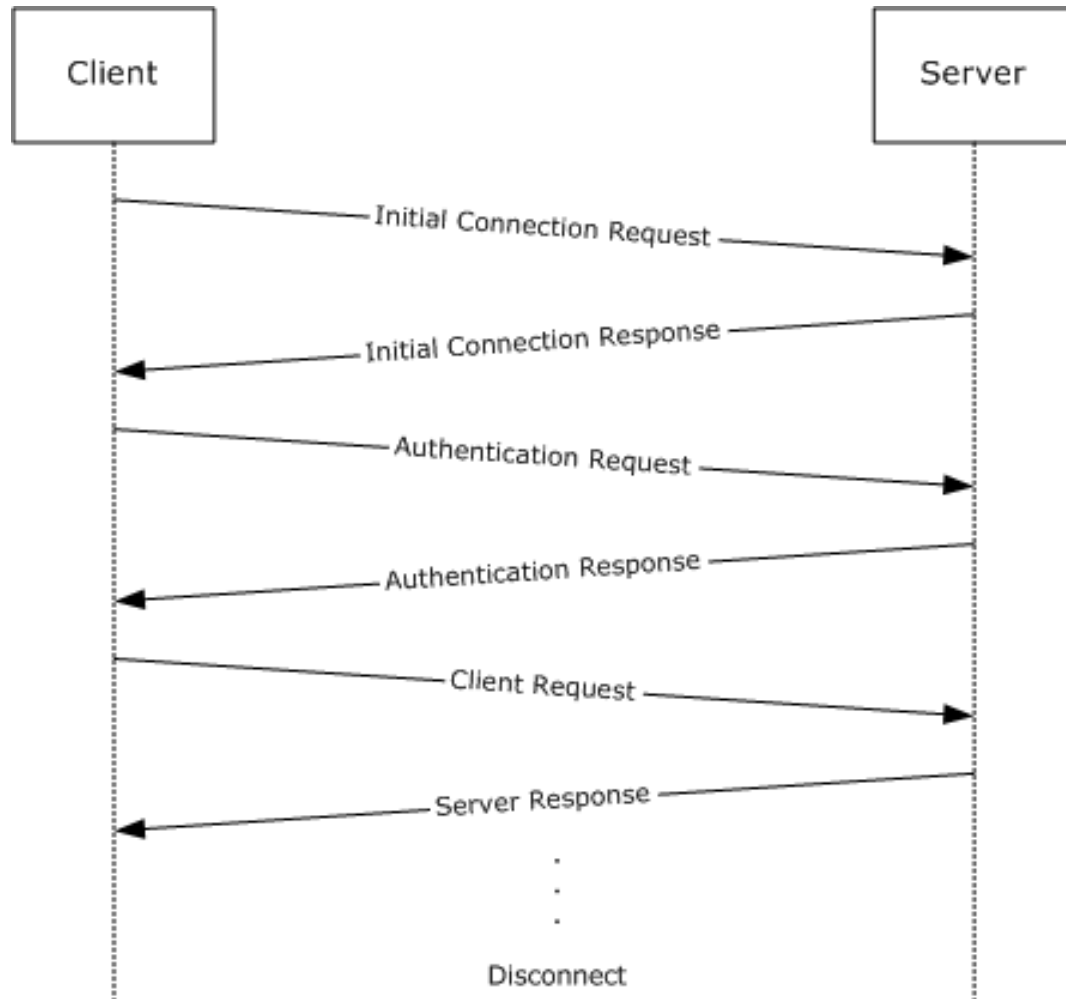 Client
Server
Initial Connection Request
Initial Connection Response
Authentication Request
Authentication Response
Client Request
Server Response
.
.
.
Disconnect